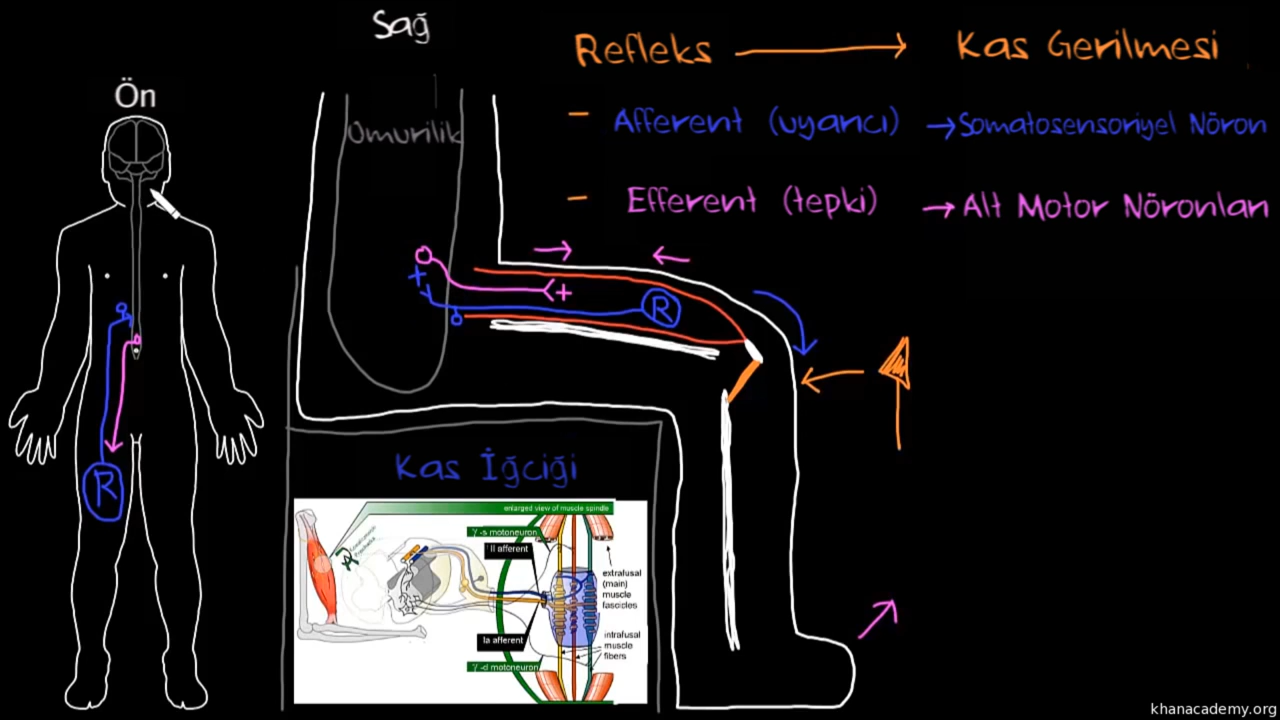 Sağ
Refleks → Kas Gerilmesi
Ön
Omurilik
- Afferent (uyarıcı) → Somatosensoriyel Nöron
- Efferent (tepki) → Alt Motor Nöronları
+
+
R
R
Kas İğciği
enlarged view of muscle spindle
γ -s motoneuron
II afferent
extrafusal
(main)
muscle
fascicles
Ia afferent
intrafusal
muscle
fibers
γ -d motoneuron
khanacademy.org